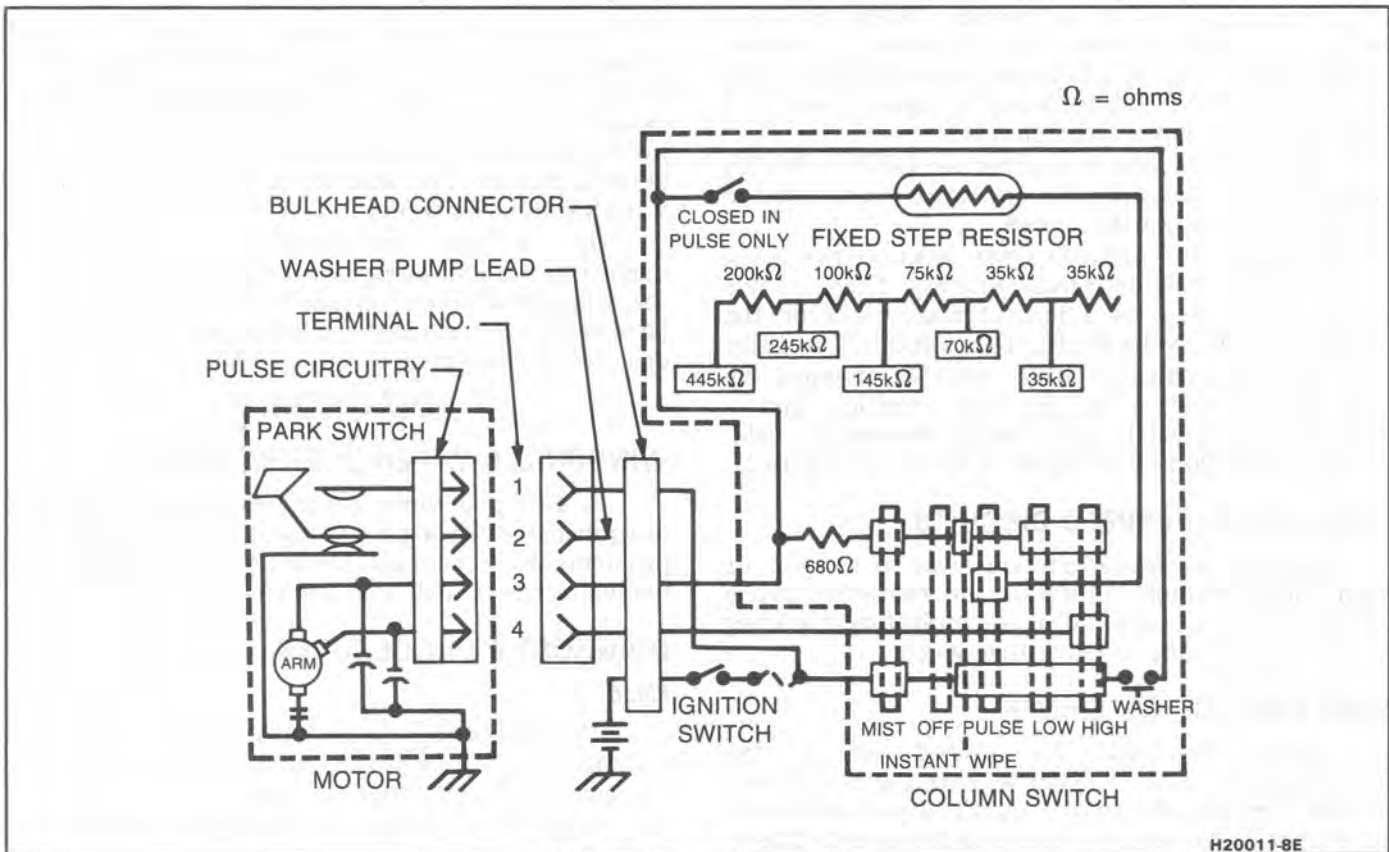 Ω = ohms
BULKHEAD CONNECTOR
WASHER PUMP LEAD
TERMINAL NO.
PULSE CIRCUITRY
PARK SWITCH
ARM
MOTOR
1
2
3
4
CLOSED IN
PULSE ONLY
FIXED STEP RESISTOR
200kΩ 100kΩ 75kΩ 35kΩ 35kΩ
445kΩ 245kΩ 145kΩ 70kΩ 35kΩ
680Ω
IGNITION
SWITCH
WASHER
MIST OFF PULSE LOW HIGH
INSTANT WIPE
COLUMN SWITCH
H20011-8E